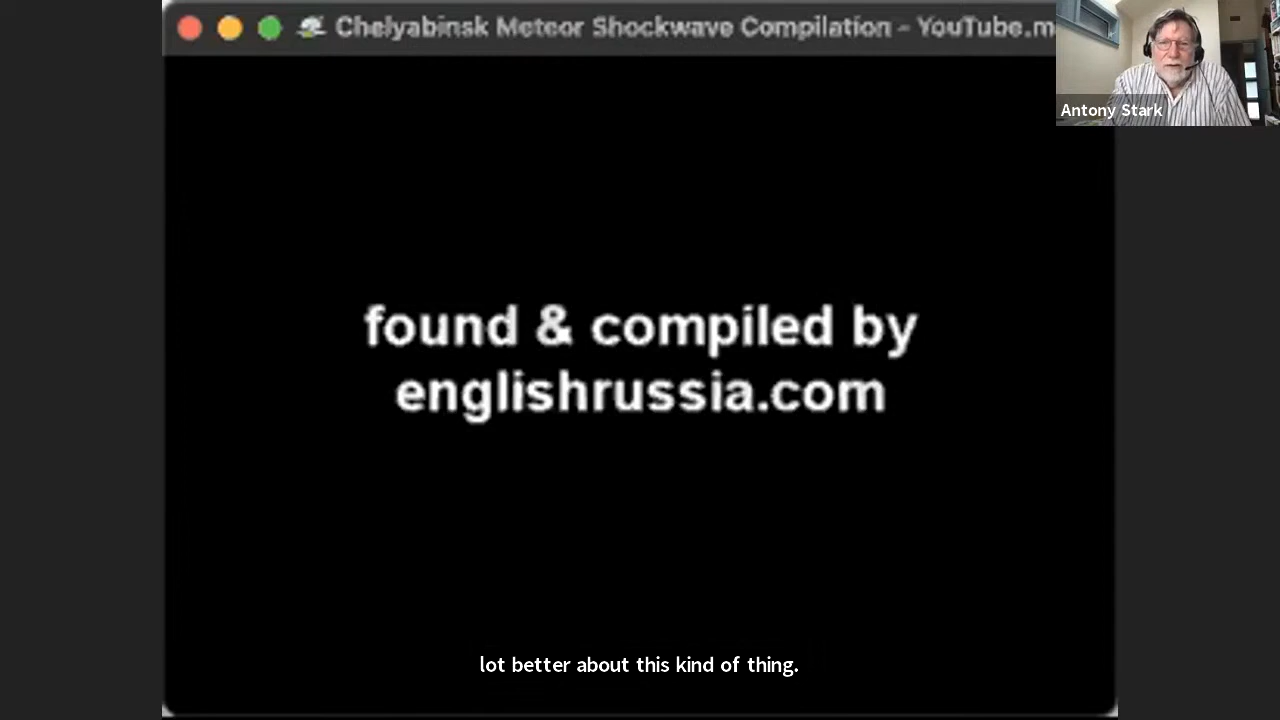 Chelyabinsk Meteor Shockwave Compilation - YouTube.m
Antony Stark
found & compiled by
englishrussia.com
lot better about this kind of thing.